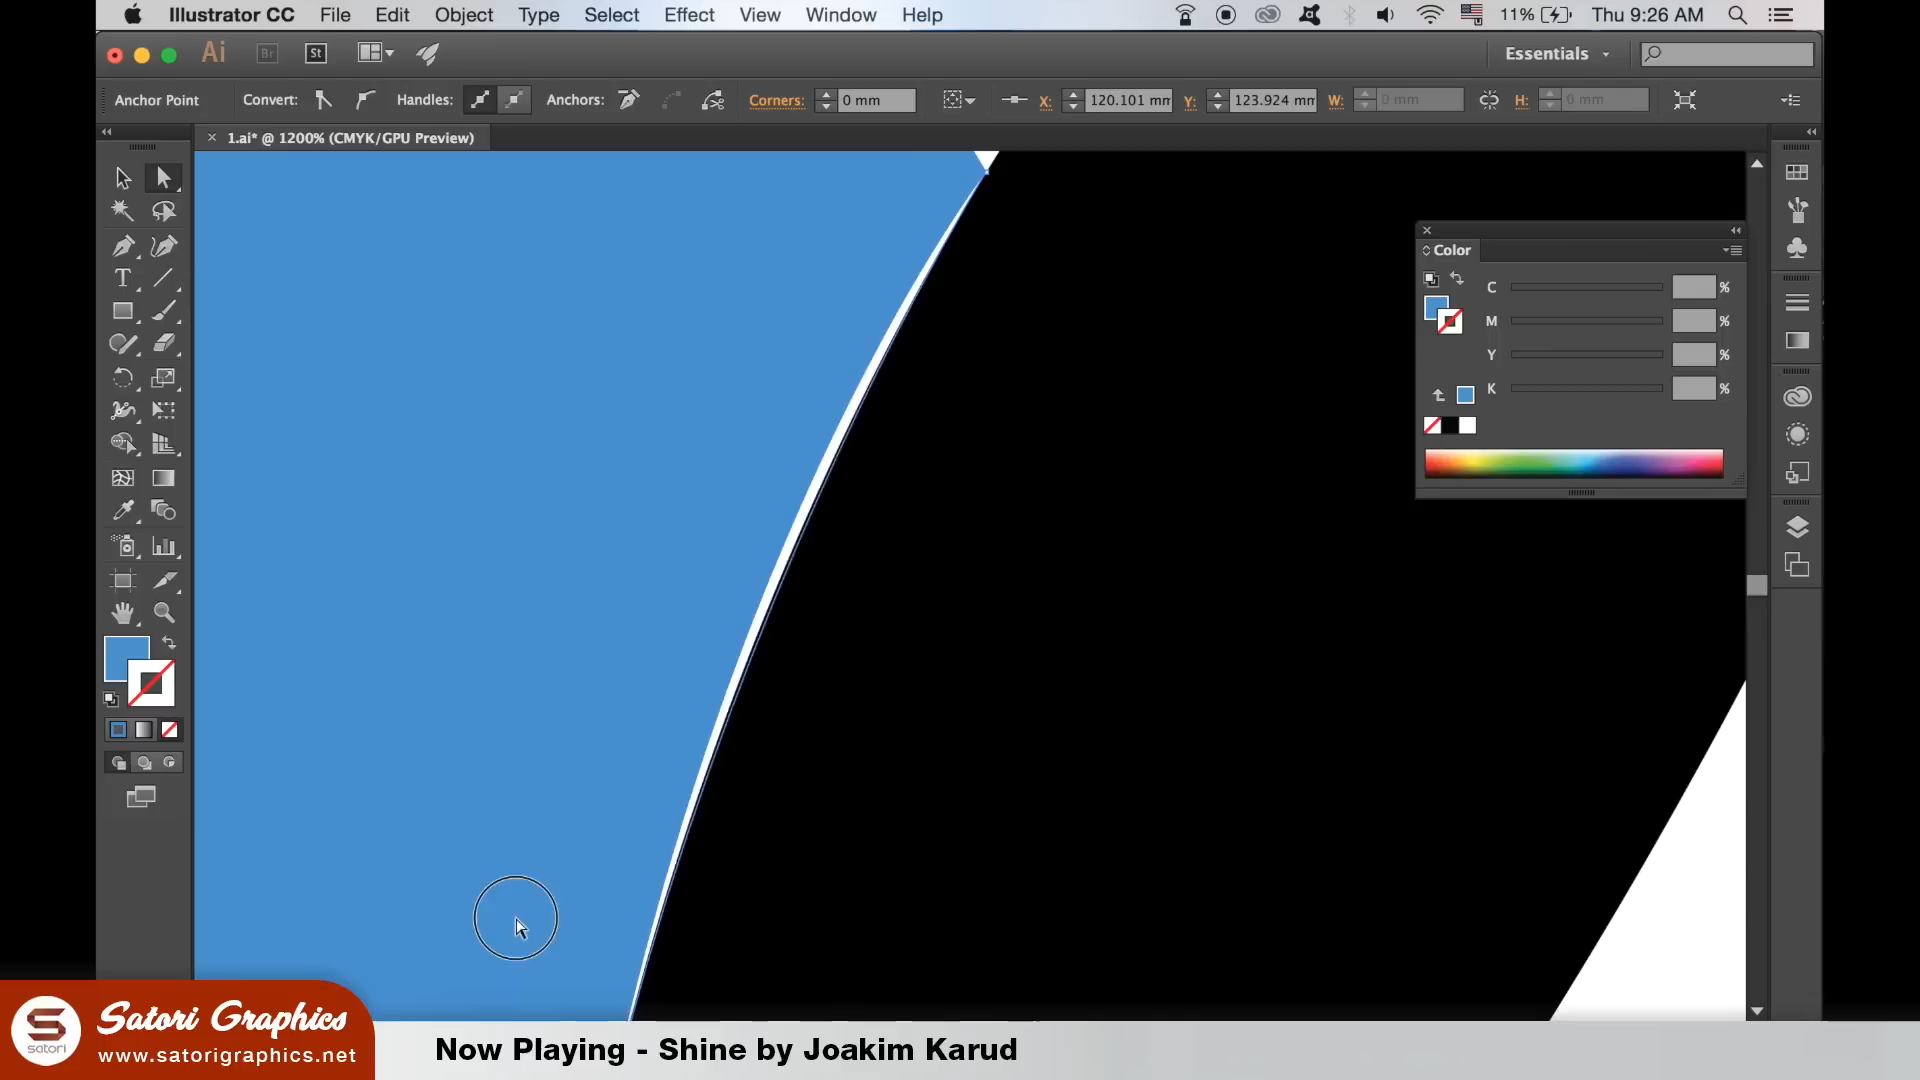 Illustrator CC File Edit Object Type Select Effect View Window Help 11% Thu 9:26 AM
Ai Br St Essentials
Anchor Point Convert: Handles: Anchors: Corners: 0 mm X: 120.101 mm Y: 123.924 mm W: 0 mm H: 0 mm
× 1.ai* @ 1200% (CMYK/GPU Preview)
Color
C %
M %
Y %
K %
T
Satori Graphics
satori
www.satorigraphics.net
Now Playing - Shine by Joakim Karud